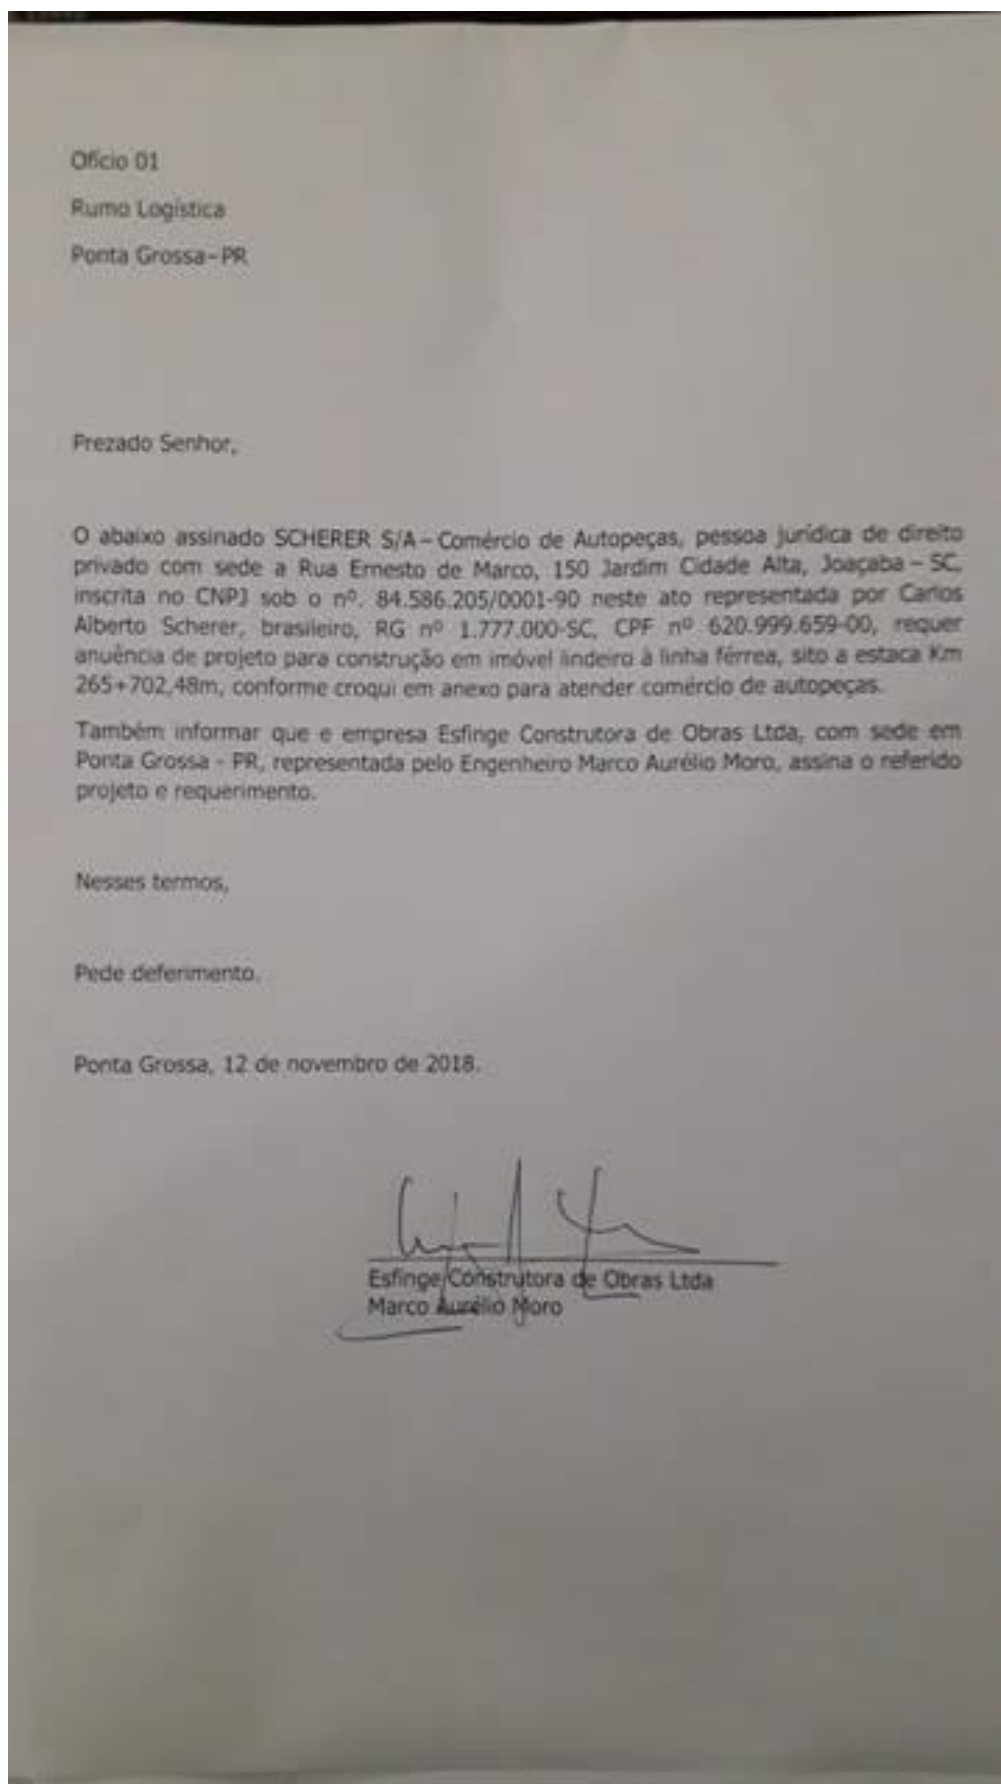 Ofício 01
Rumo Logística
Ponta Grossa–PR
Prezado Senhor,
O abaixo assinado SCHERER S/A – Comércio de Autopeças, pessoa jurídica de direito
privado com sede a Rua Ernesto de Marco, 150 Jardim Cidade Alta, Joaçaba – SC,
inscrita no CNPJ sob o nº. 84.586.205/0001-90 neste ato representada por Carlos
Alberto Scherer, brasileiro, RG nº 1.777.000-SC, CPF nº 620.999.659-00, requer
anuência de projeto para construção em imóvel lindeiro à linha férrea, sito a estaca Km
265+702,48m, conforme croqui em anexo para atender comércio de autopeças.
Também informar que e empresa Esfinge Construtora de Obras Ltda, com sede em
Ponta Grossa - PR, representada pelo Engenheiro Marco Aurélio Moro, assina o referido
projeto e requerimento.
Nesses termos,
Pede deferimento.
Ponta Grossa, 12 de novembro de 2018.
Esfinge Construtora de Obras Ltda
Marco Aurélio Moro